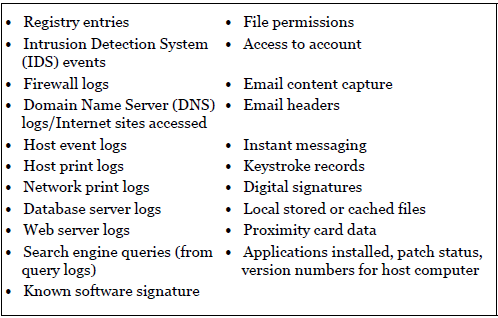 • Registry entries
• Intrusion Detection System
(IDS) events
• Firewall logs
• Domain Name Server (DNS)
logs/Internet sites accessed
• Host event logs
• Host print logs
• Network print logs
• Database server logs
• Web server logs
• Search engine queries (from
query logs)
• Known software signature
• File permissions
• Access to account
• Email content capture
• Email headers
• Instant messaging
• Keystroke records
• Digital signatures
• Local stored or cached files
• Proximity card data
• Applications installed, patch status,
version numbers for host computer